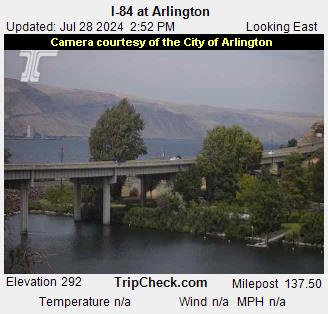 I-84 at Arlington
Updated: Jul 28 2024 2:52 PM Looking East
Camera courtesy of the City of Arlington
Elevation 292 TripCheck.com Milepost 137.50
Temperature n/a Wind n/a MPH n/a